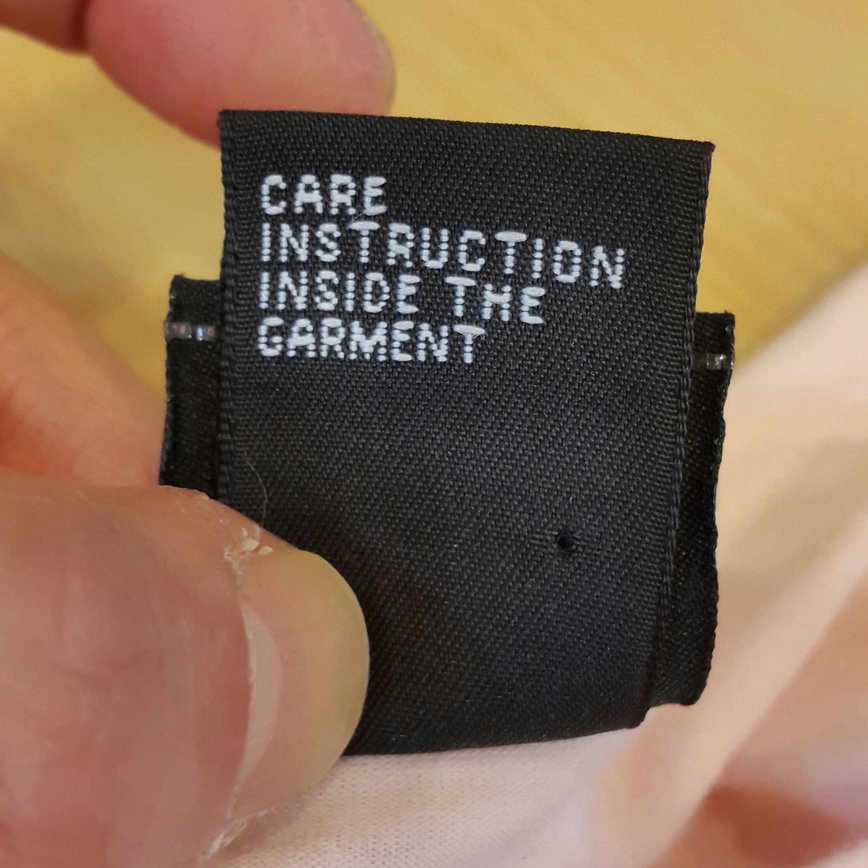 CARE
INSTRUCTION
INSIDE THE
GARMENT